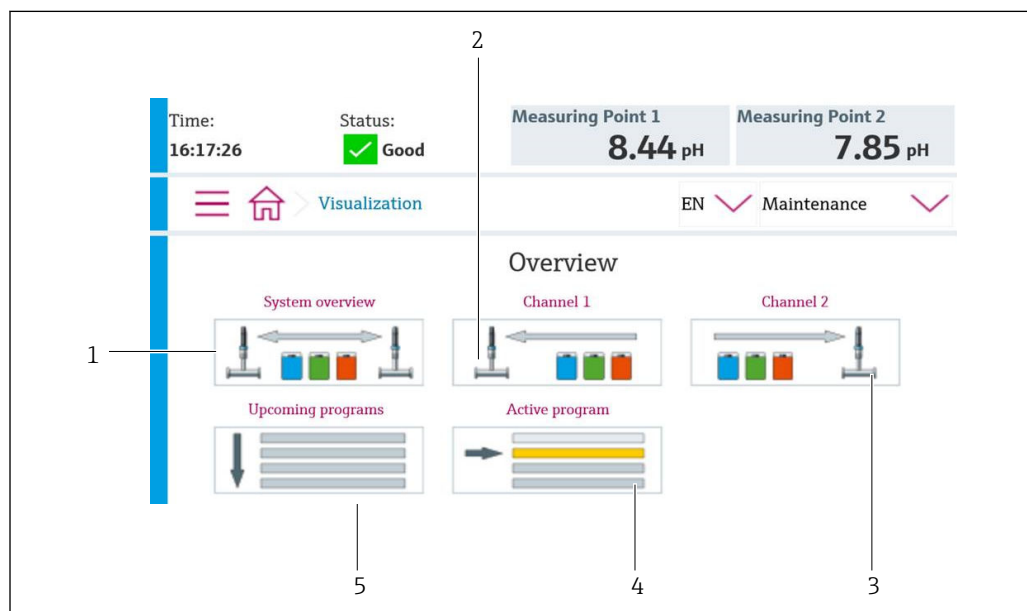 2
Time:
Status:
Measuring Point 1
Measuring Point 2
16:17:26
Good
8.44 pH
7.85 pH
Visualization
EN
Maintenance
Overview
System overview
Channel 1
Channel 2
1
Upcoming programs
Active program
5
4
3